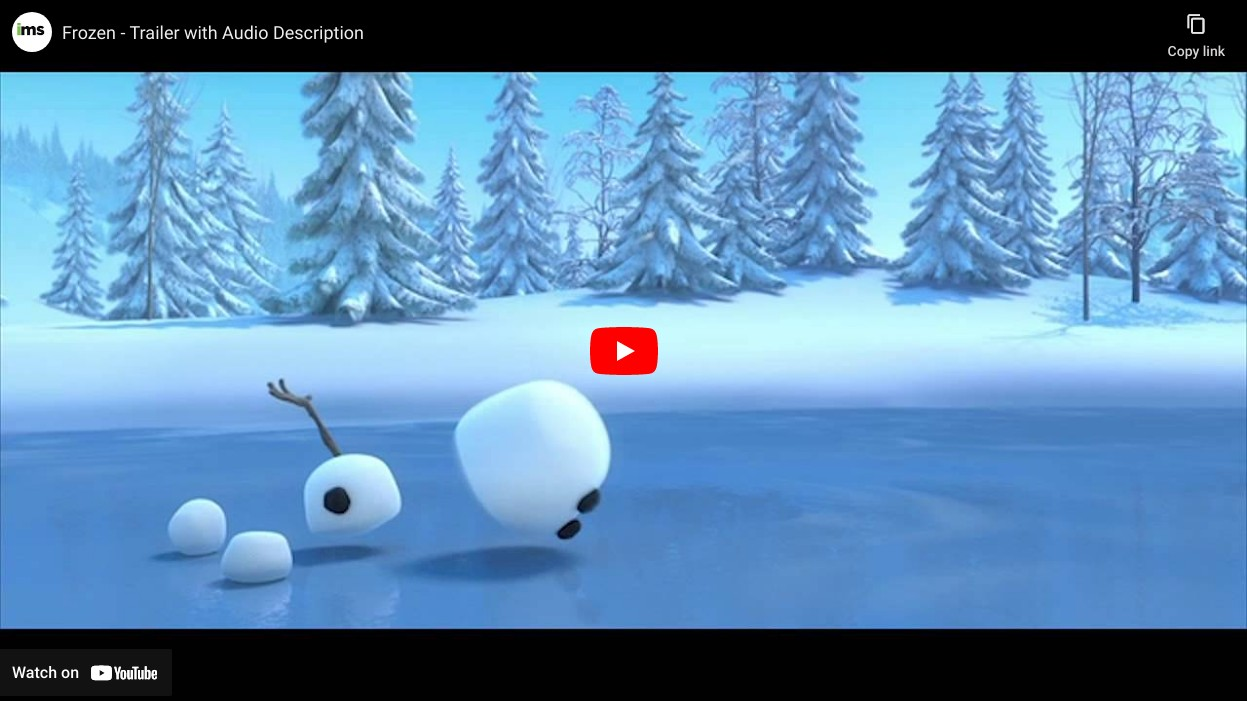 ims
Frozen - Trailer with Audio Description
Copy link
Watch on YouTube